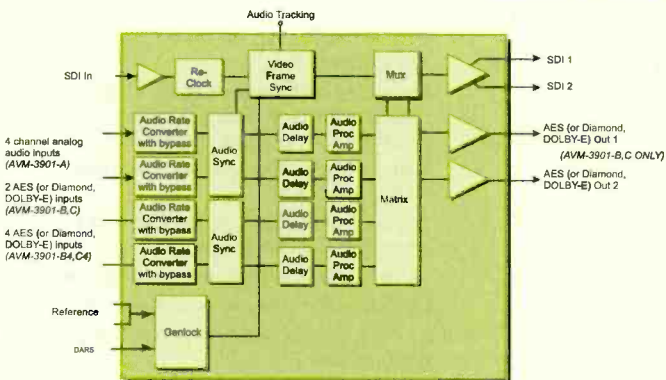 Audio Tracking
SDI In
Re-
Clock
Video
Frame
Sync
Mux
SDI 1
SDI 2
4 channel analog
audio inputs
(AVM-3901-A)
2 AES (or Diamond,
DOLBY-E) inputs
(AVM-3901-B,C)
4 AES (or Diamond,
DOLBY-E) Inputs
(AVM-3901-B4,C4)
Audio Rate
Converter
with bypass
Audio Rate
Converter
with bypass
Audio Rate
Converter
with bypass
Audio Rate
Converter
with bypass
Audio
Sync
Audio
Sync
Audio
Delay
Audio
Delay
Audio
Delay
Audio
Delay
Audio
Proc
Amp
Audio
Proc
Amp
Audio
Proc
Amp
Audio
Proc
Amp
Matrix
AES (or Diamond,
DOLBY-E) Out 1
(AVM-3901-B,C ONLY)
AES (or Diamond,
DOLBY-E) Out 2
Reference
DARS
Genlock